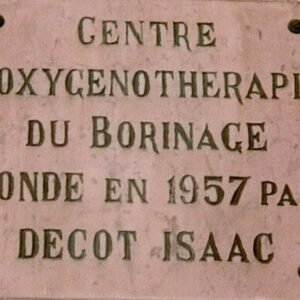 CENTRE
OXYGENOTHERAPI
DU BORINAGE
ONDE EN 1957 PA
DECOT ISAAC